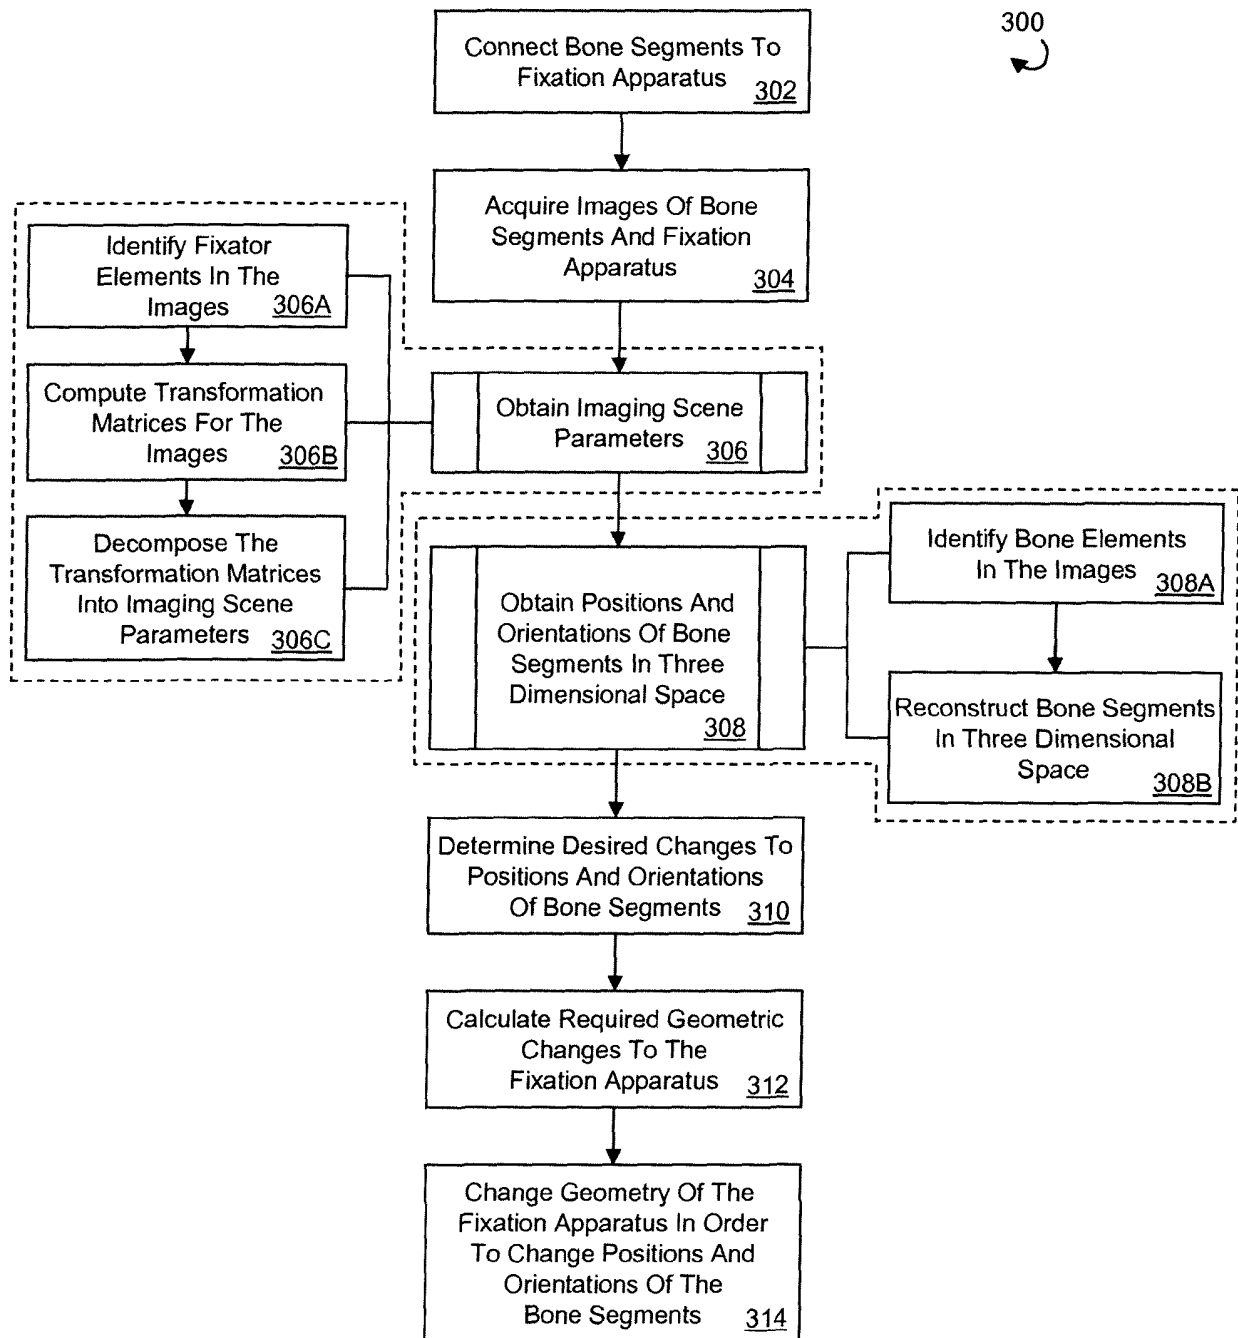 300
Connect Bone Segments To
Fixation Apparatus
302
Acquire Images Of Bone
Segments And Fixation
Apparatus
304
Identify Fixator
Elements In The
Images
306A
Compute Transformation
Matrices For The
Images
306B
Decompose The
Transformation Matrices
Into Imaging Scene
Parameters
306C
Obtain Imaging Scene
Parameters
306
Obtain Positions And
Orientations Of Bone
Segments In Three
Dimensional Space
308
Identify Bone Elements
In The Images
308A
Reconstruct Bone Segments
In Three Dimensional
Space
308B
Determine Desired Changes To
Positions And Orientations
Of Bone Segments
310
Calculate Required Geometric
Changes To The
Fixation Apparatus
312
Change Geometry Of The
Fixation Apparatus In Order
To Change Positions And
Orientations Of The
Bone Segments
314